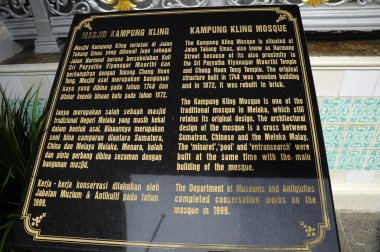 MASJID KAMPUNG KLING
Masjid Kampung Kling terletak di Jalan
Tukang Emas yang dikenali juga sebagai
Jalan Harmoni kerana bersebelahan Kuil
Sri Poyyatha Vinayagar Moorthi dan
berhampiran dengan Tokong Cheng Hoon
Teng. Masjid asal merupakan bangunan
kayu yang dibina pada tahun 1748 dan
ditukar kepada bangunan batu pada tahun 1872.
Ianya merupakan salah sebuah masjid
tradisional Negeri Melaka yang masih kekal
dalam bentuk asal. Binaannya merupakan
seni bina campuran diantara Sumatera,
China dan Melayu Melaka. Menara, kolah
dan pintu gerbang dibina sezaman dengan
bangunan masjid.
Kerja - kerja konservasi dilakukan oleh
Jabatan Muzium & Antikuiti pada tahun
1999.
KAMPUNG KLING MOSQUE
The Kampung Kling Mosque is situated at
Jalan Tukang Emas, also know as Harmony
Street because of its also proximity to
the Sri Poyyatha Vinayagar Moorthi Temple
and Cheng Hoon Teng Temple. The original
structure built in 1748 was wooden building
and in 1872, it was rebuilt in brick.
The Kampung Kling Mosque is one of the
traditional mosque in Melaka, which still
retains its original design. The architectural
design of the mosque is a cross between
Sumatran, Chinese and the Melaka Malay.
The 'minaret','pool' and 'entrancearch' were
built at the same time with the main
building of the mosque.
The Department of Museums and Antiquities
completed conservation works on the
mosque in 1999.